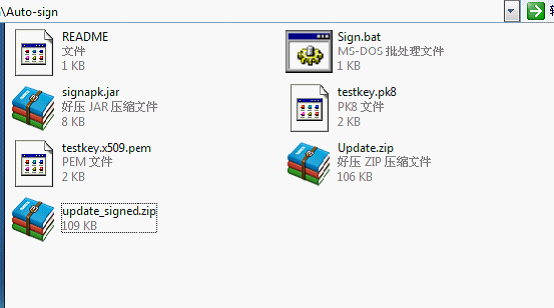 \Auto-sign
README
文件
1 KB
Sign.bat
MS-DOS 批处理文件
1 KB
signapk.jar
好压 JAR 压缩文件
8 KB
testkey.pk8
PK8 文件
2 KB
testkey.x509.pem
PEM 文件
2 KB
Update.zip
好压 ZIP 压缩文件
106 KB
update_signed.zip
109 KB